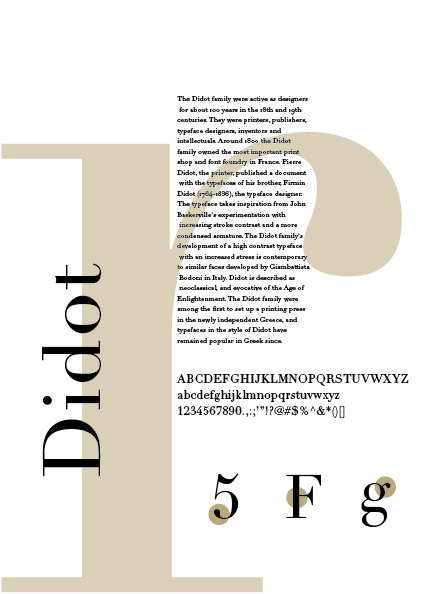 The Didot family were active as designers
for about 100 years in the 18th and 19th
centuries. They were printers, publishers,
typeface designers, inventors and
intellectuals. Around 1800 the Didot
family owned the most important print
shop and font foundry in France. Pierre
Didot, the printer, published a document
with the typefaces of his brother, Firmin
Didot (1764-1836), the typeface designer.
The typeface takes inspiration from John
Baskerville's experimentation with
increasing stroke contrast and a more
condensed armature. The Didot family's
development of a high contrast typeface
with an increased stress is contemporary
to similar faces developed by Giambattista
Bodoni in Italy. Didot is described as
neoclassical, and evocative of the Age of
Enlightenment. The Didot family were
among the first to set up a printing press
in the newly independent Greece, and
typefaces in the style of Didot have
remained popular in Greek since.
r
Didot
ABCDEFGHIJKLMNOPQRSTUVWXYZ
abcdefghijklmnopqrstuvwxyz
1234567890.,:;'"!?@#$%^&*()[]
5 F g